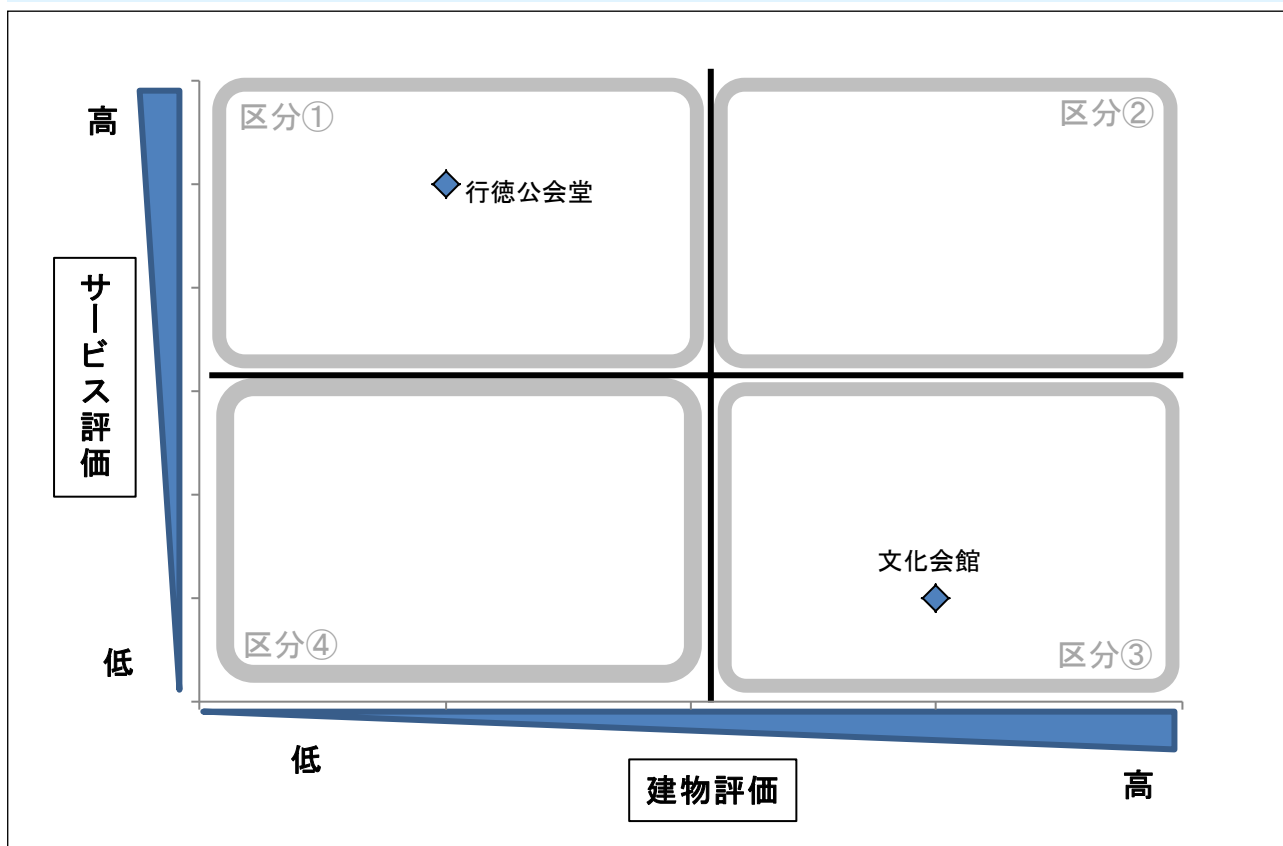 区分①
区分②
高
行徳公会堂
サービス評価
文化会館
区分④
区分③
低
低
建物評価
高